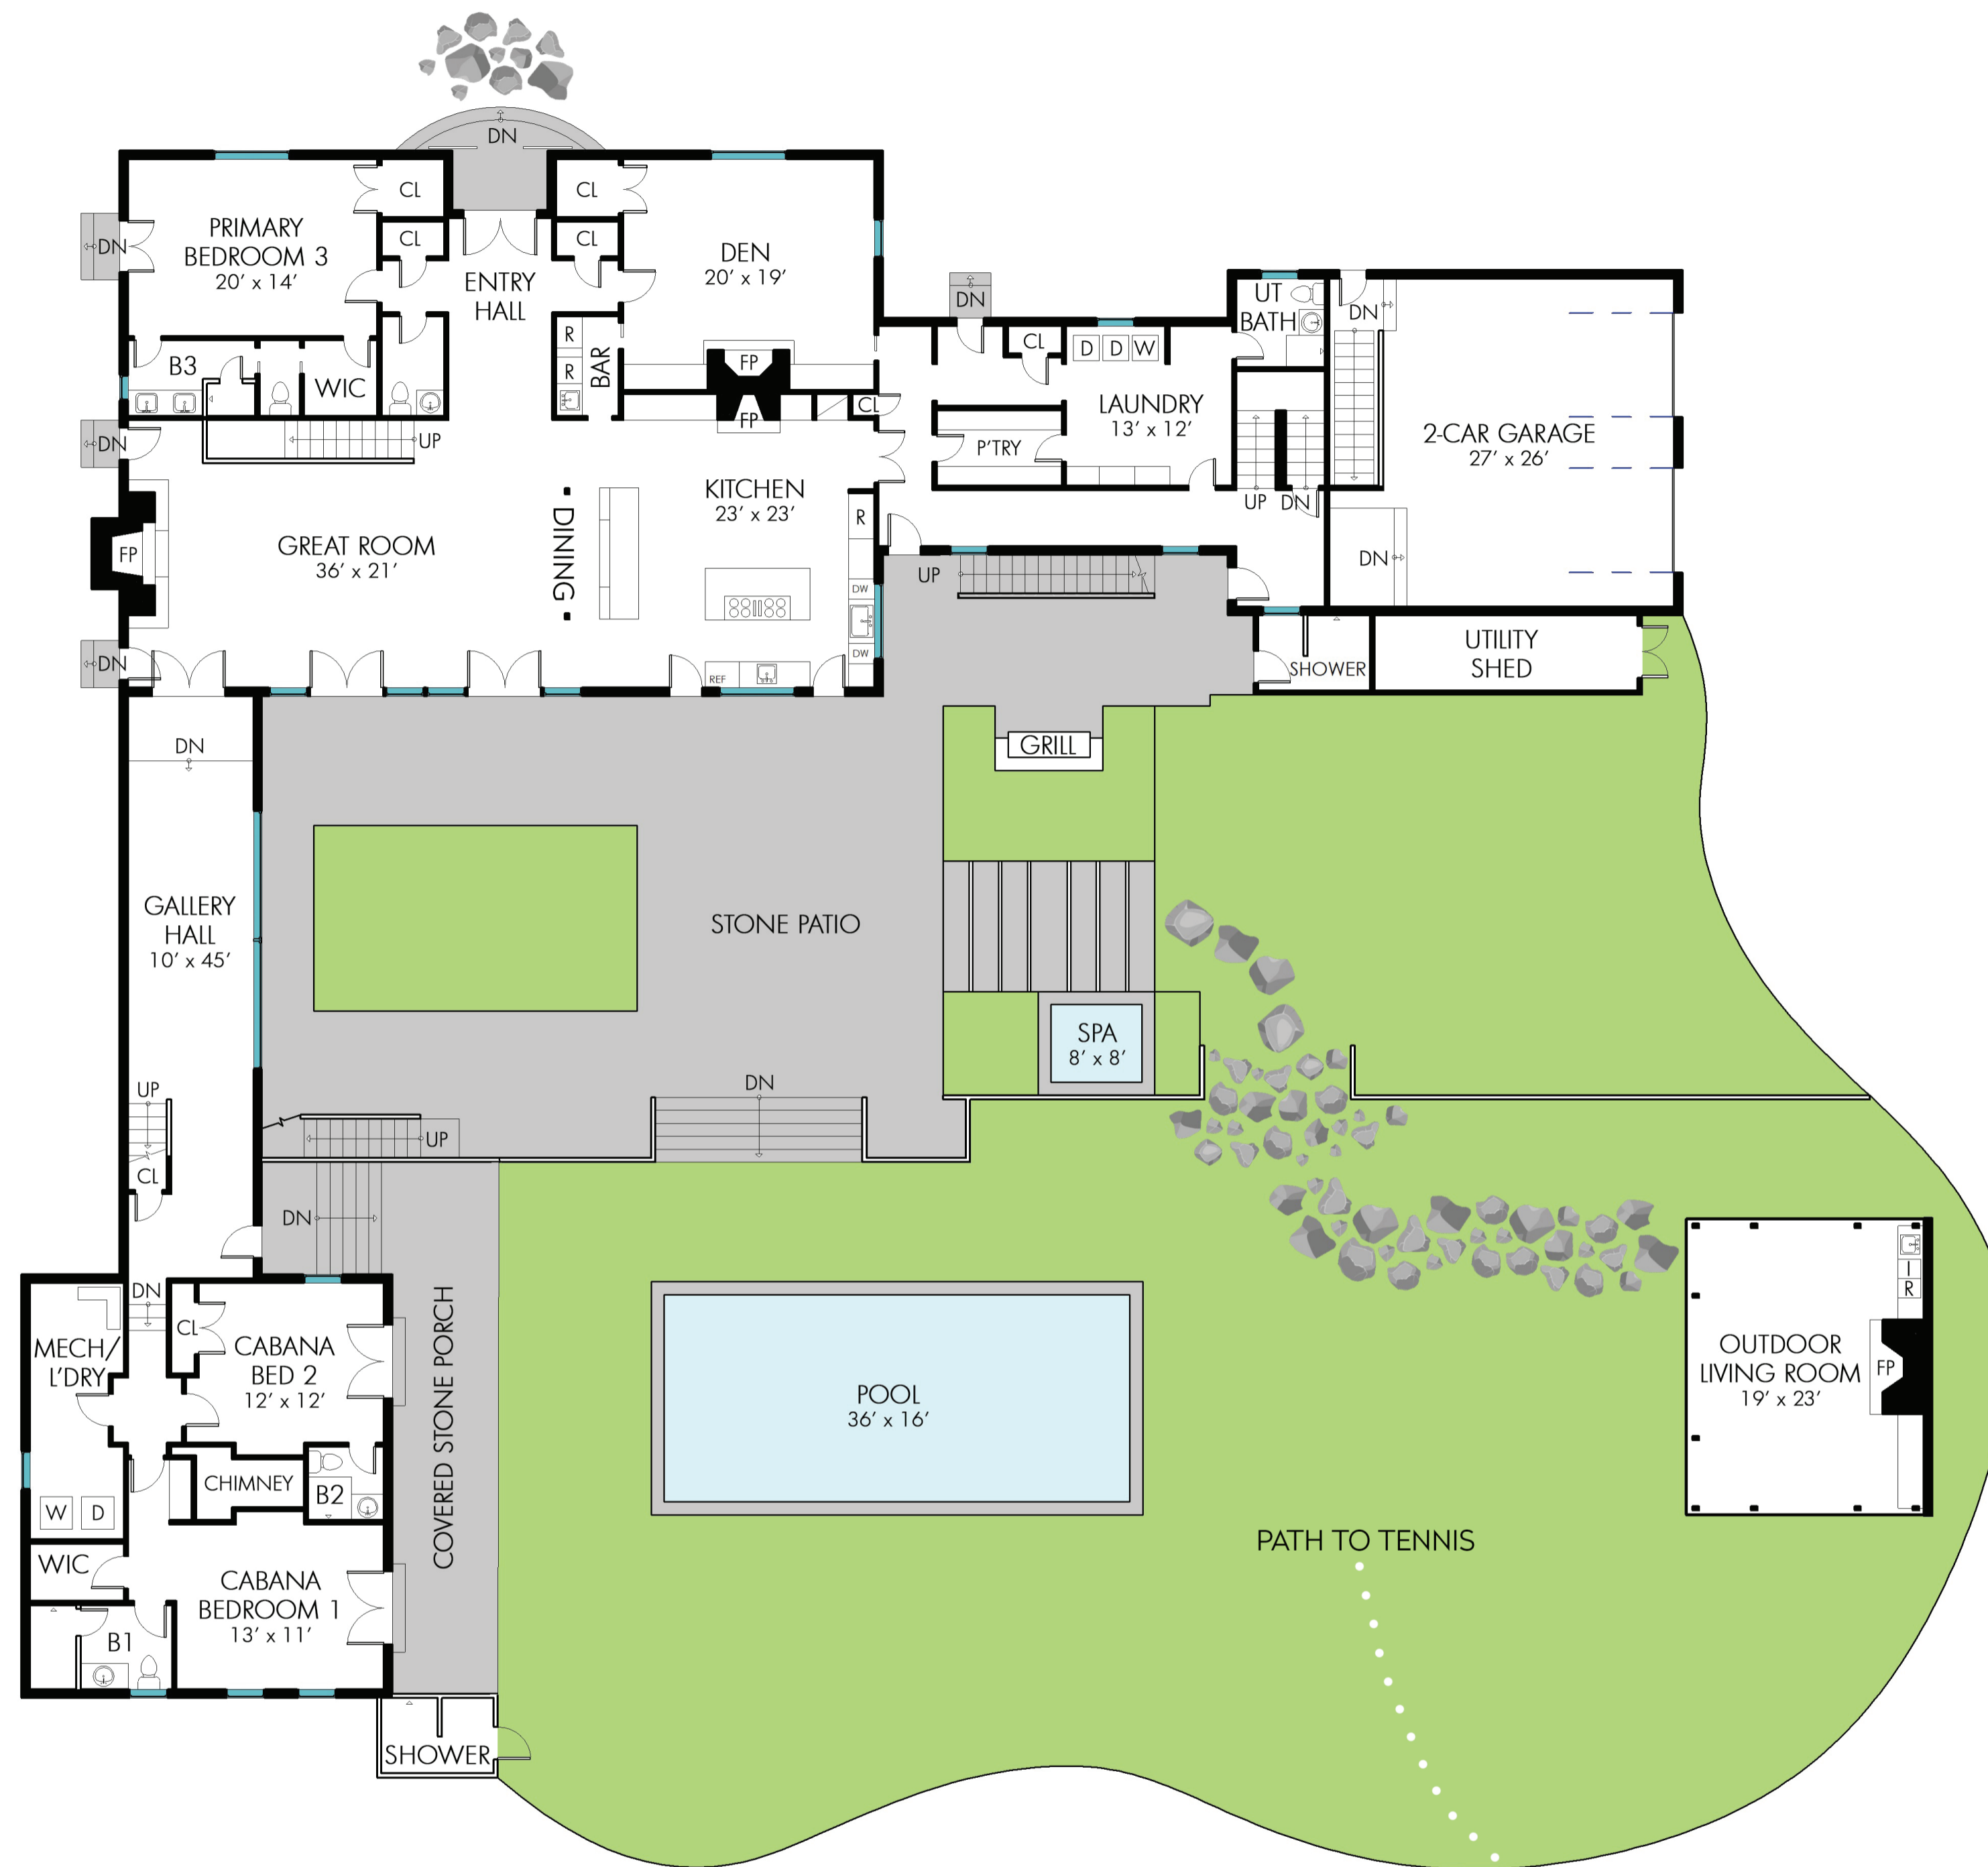 DN
CL
CL
PRIMARY
BEDROOM 3
20' x 14'
DN
CL
CL
DEN
20' x 19'
ENTRY
HALL
DN
UT
BATH
DN
R
R
BAR
FP
CL
D
D
W
B3
WIC
FP
CL
LAUNDRY
13' x 12'
2-CAR GARAGE
27' x 26'
DN
UP
P'TRY
KITCHEN
23' x 23'
R
UP
DN
DINING
GREAT ROOM
36' x 21'
FP
DN
UP
DW
DW
REF
DN
SHOWER
UTILITY
SHED
DN
GRILL
GALLERY
HALL
10' x 45'
STONE PATIO
SPA
8' x 8'
UP
DN
UP
CL
DN
DN
CL
MECH/
L'DRY
CABANA
BED 2
12' x 12'
COVERED STONE PORCH
POOL
36' x 16'
I
R
OUTDOOR
LIVING ROOM
19' x 23'
FP
CHIMNEY
B2
W
D
PATH TO TENNIS
WIC
CABANA
BEDROOM 1
13' x 11'
B1
SHOWER